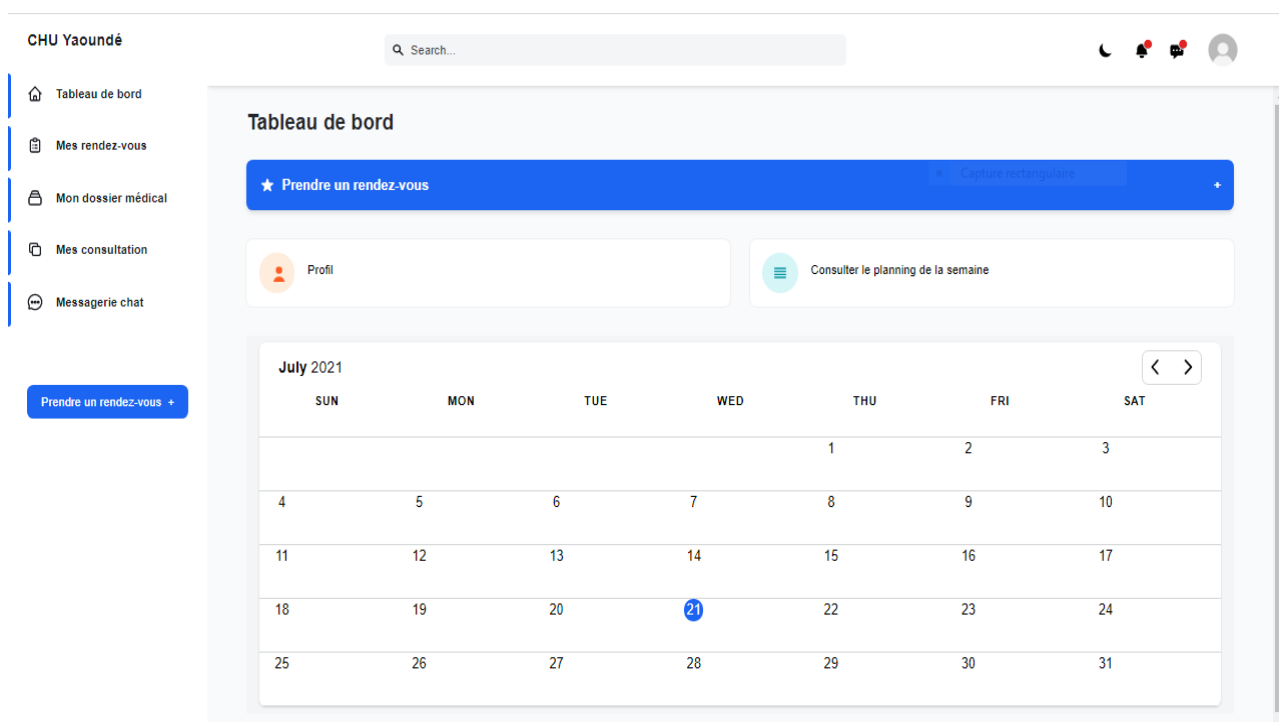 CHU Yaoundé
Search...
Tableau de bord
Mes rendez-vous
Mon dossier médical
Mes consultation
Messagerie chat
Prendre un rendez-vous +
Tableau de bord
Prendre un rendez-vous +
Capture rectangulaire
Profil
Consulter le planning de la semaine
July 2021
SUN MON TUE WED THU FRI SAT
1 2 3
4 5 6 7 8 9 10
11 12 13 14 15 16 17
18 19 20 21 22 23 24
25 26 27 28 29 30 31